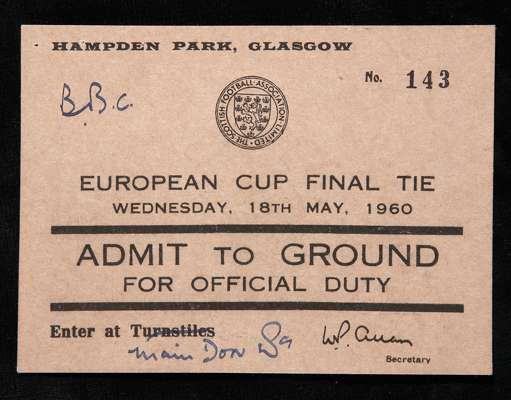 HAMPDEN PARK, GLASGOW
No. 143
B.B.C.
THE SCOTTISH FOOTBALL ASSOCIATION LIMITED
EUROPEAN CUP FINAL TIE
WEDNESDAY, 18TH MAY, 1960
ADMIT TO GROUND
FOR OFFICIAL DUTY
Enter at Turnstiles
Main Door
Secretary